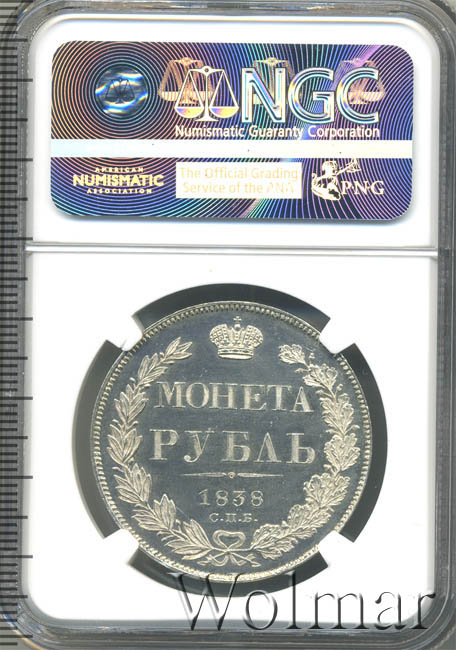 NGC
Numismatic Guaranty Corporation
AMERICAN
NUMISMATIC
ASSOCIATION
The Official Grading
Service of the ANA
PNG
МОНЕТА
РУБЛЬ
1838
С.П.Б.
Wolmar